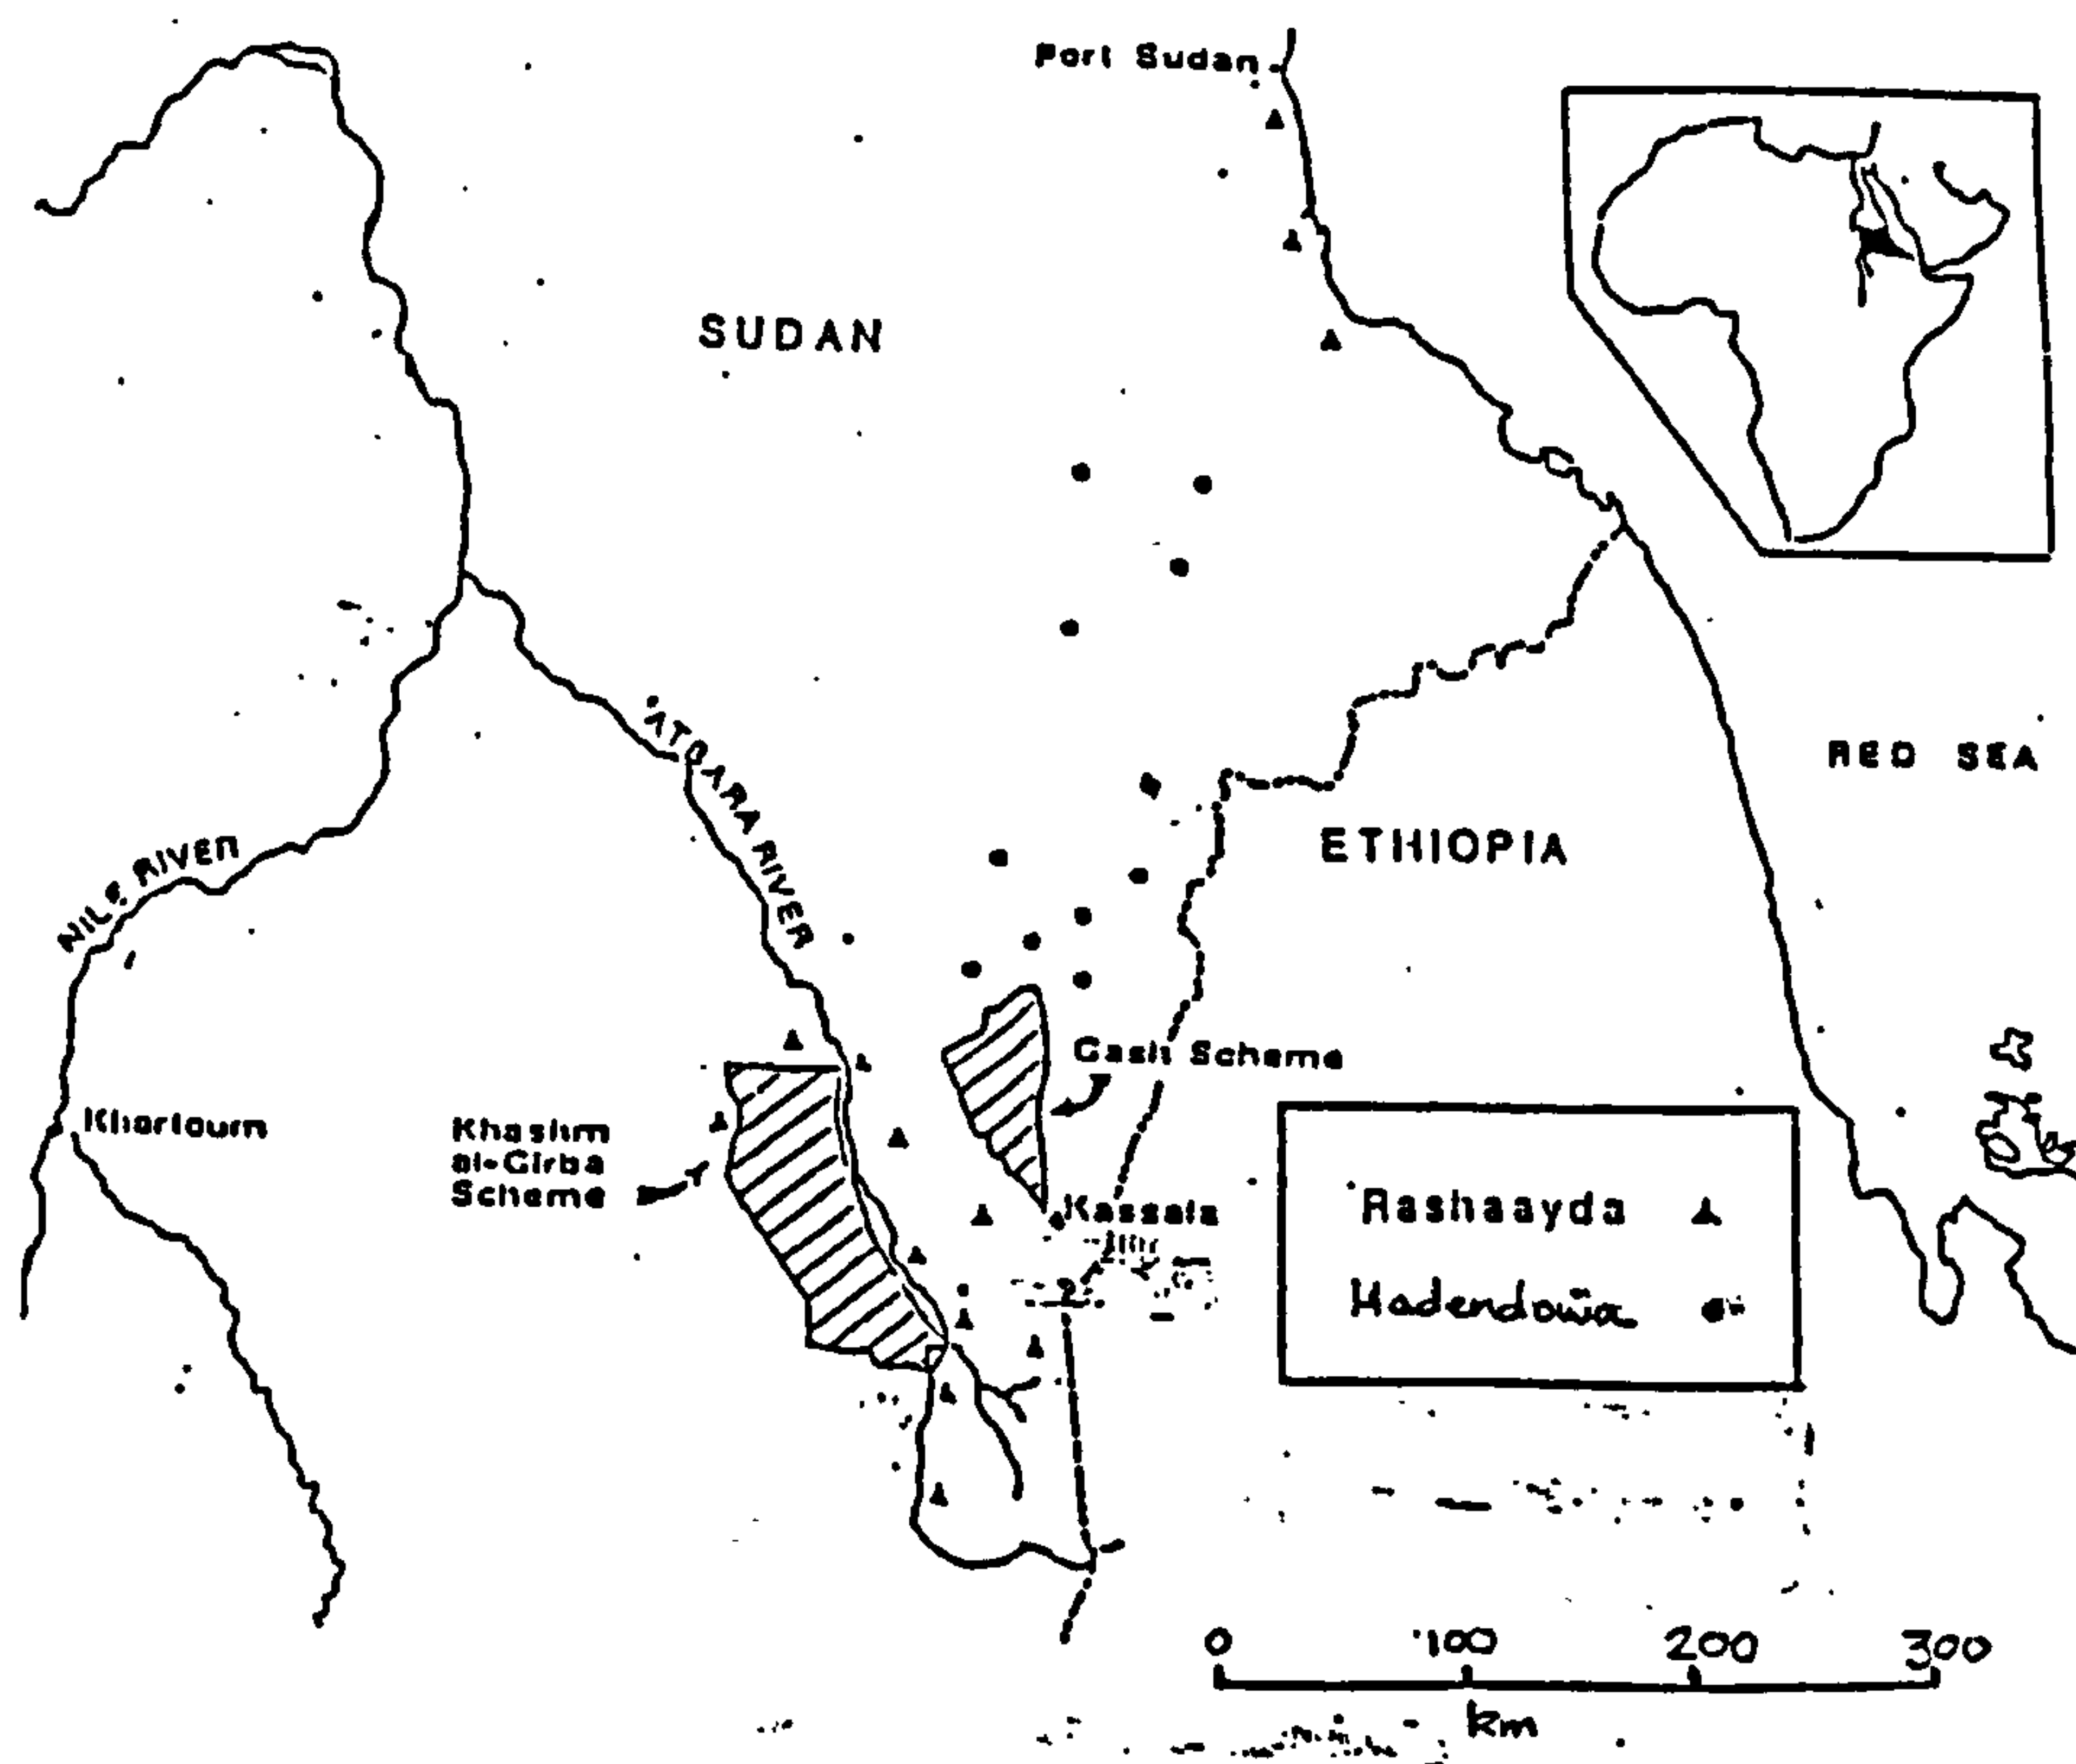 Port Sudan
SUDAN
ATBARA RIVER
RED SEA
ETHIOPIA
NILE RIVER
Gash Scheme
Khartoum
Khashm
al-Girba
Scheme
Kassala
Rashaayda
Hadendowa
0 100 200 300
km